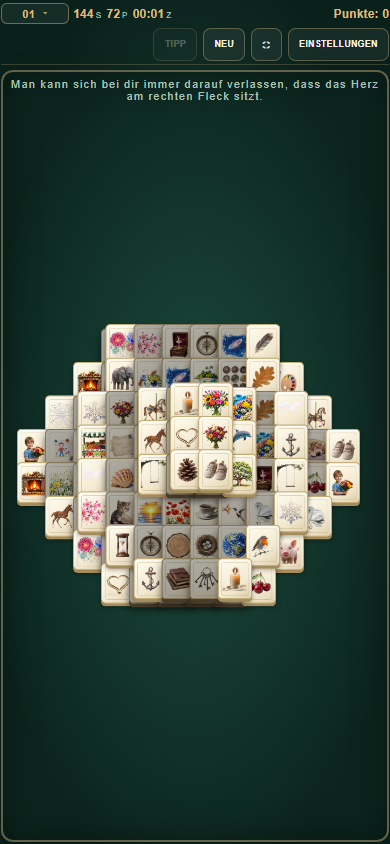 01 144 S 72 P 00:01 Z Punkte: 0
TIPP NEU EINSTELLUNGEN
Man kann sich bei dir immer darauf verlassen, dass das Herz
am rechten Fleck sitzt.